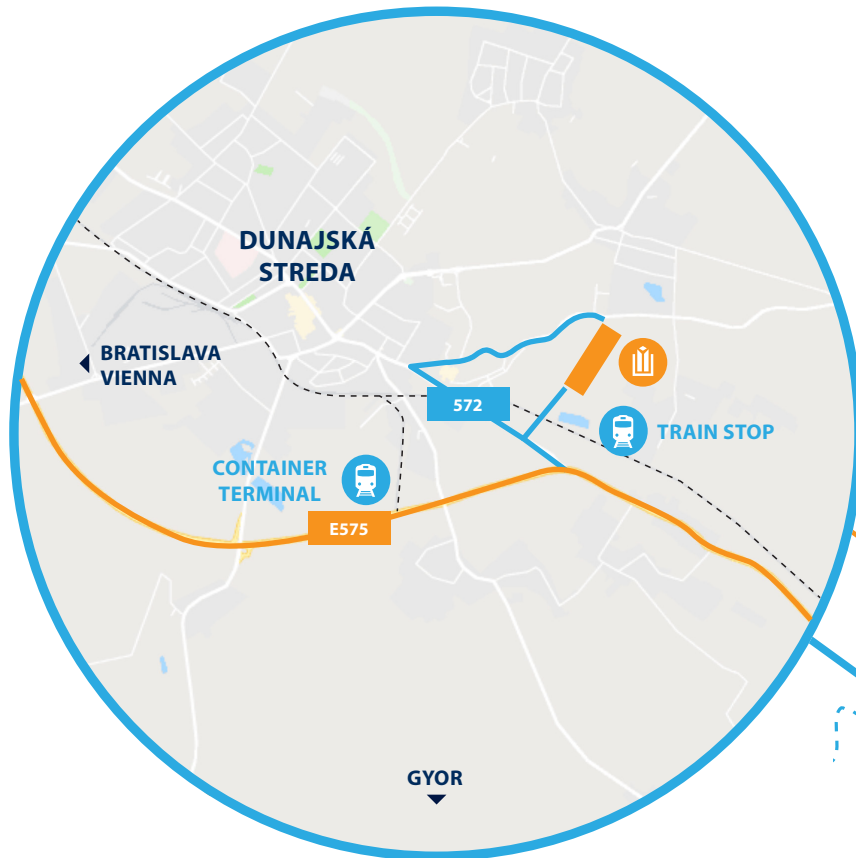 DUNAJSKÁ
STREDA
BRATISLAVA
VIENNA
572
TRAIN STOP
CONTAINER
TERMINAL
E575
GYOR